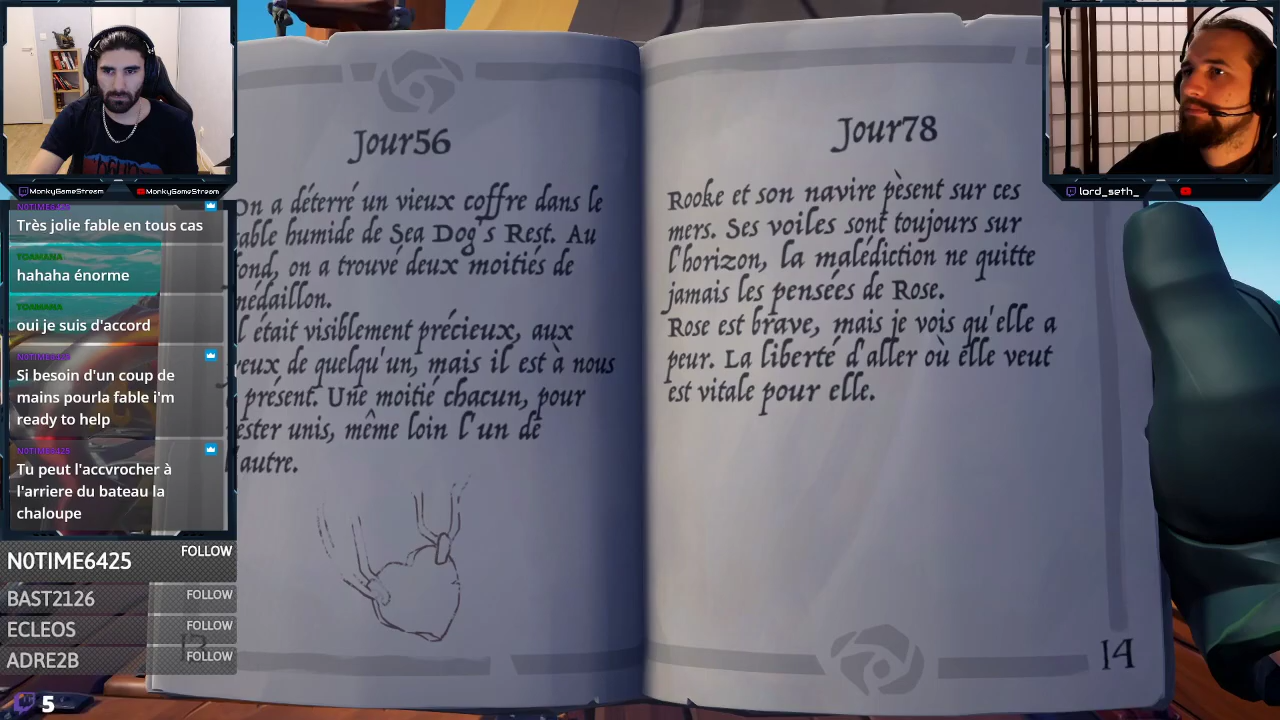 MonkyGameStream
MonkyGameStream
Très jolie fable en tous cas
YOAMANA
hahaha énorme
YOAMANA
oui je suis d'accord
N0TIME6425
Si besoin d'un coup de
mains pourla fable i'm
ready to help
N0TIME6425
Tu peut l'accvrocher à
l'arriere du bateau la
chaloupe
N0TIME6425 FOLLOW
BAST2126 FOLLOW
ECLEOS FOLLOW
ADRE2B FOLLOW
5
Jour56
On a déterré un vieux coffre dans le
humide de Sea Dog's Rest. Au
on a trouvé deux moitiés de
médaillon.
était visiblement précieux, aux
de quelqu'un, mais il est à nous
présent. Une moitié chacun, pour
unis, même loin l'un de
l'autre.
Jour78
Rooke et son navire pèsent sur ces
mers. Ses voiles sont toujours sur
l'horizon, la malédiction ne quitte
jamais les pensées de Rose.
Rose est brave, mais je vois qu'elle a
peur. La liberté d'aller où elle veut
est vitale pour elle.
14
lord_seth_